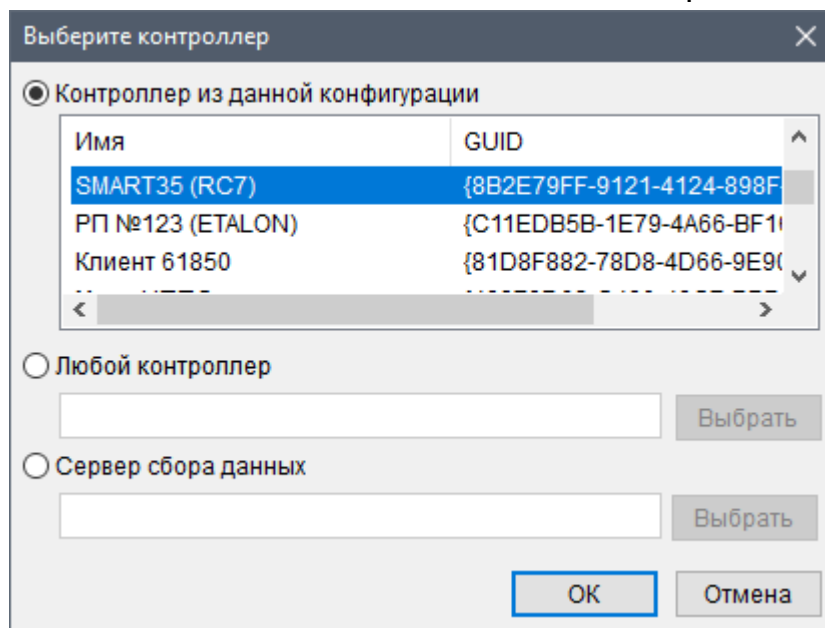 Выберите контроллер
Контроллер из данной конфигурации
Имя GUID
SMART35 (RC7) {8B2E79FF-9121-4124-898F-
РП №123 (ETALON) {C11EDB5B-1E79-4A66-BF1
Клиент 61850 {81D8F882-78D8-4D66-9E9
Любой контроллер
Выбрать
Сервер сбора данных
Выбрать
ОК Отмена